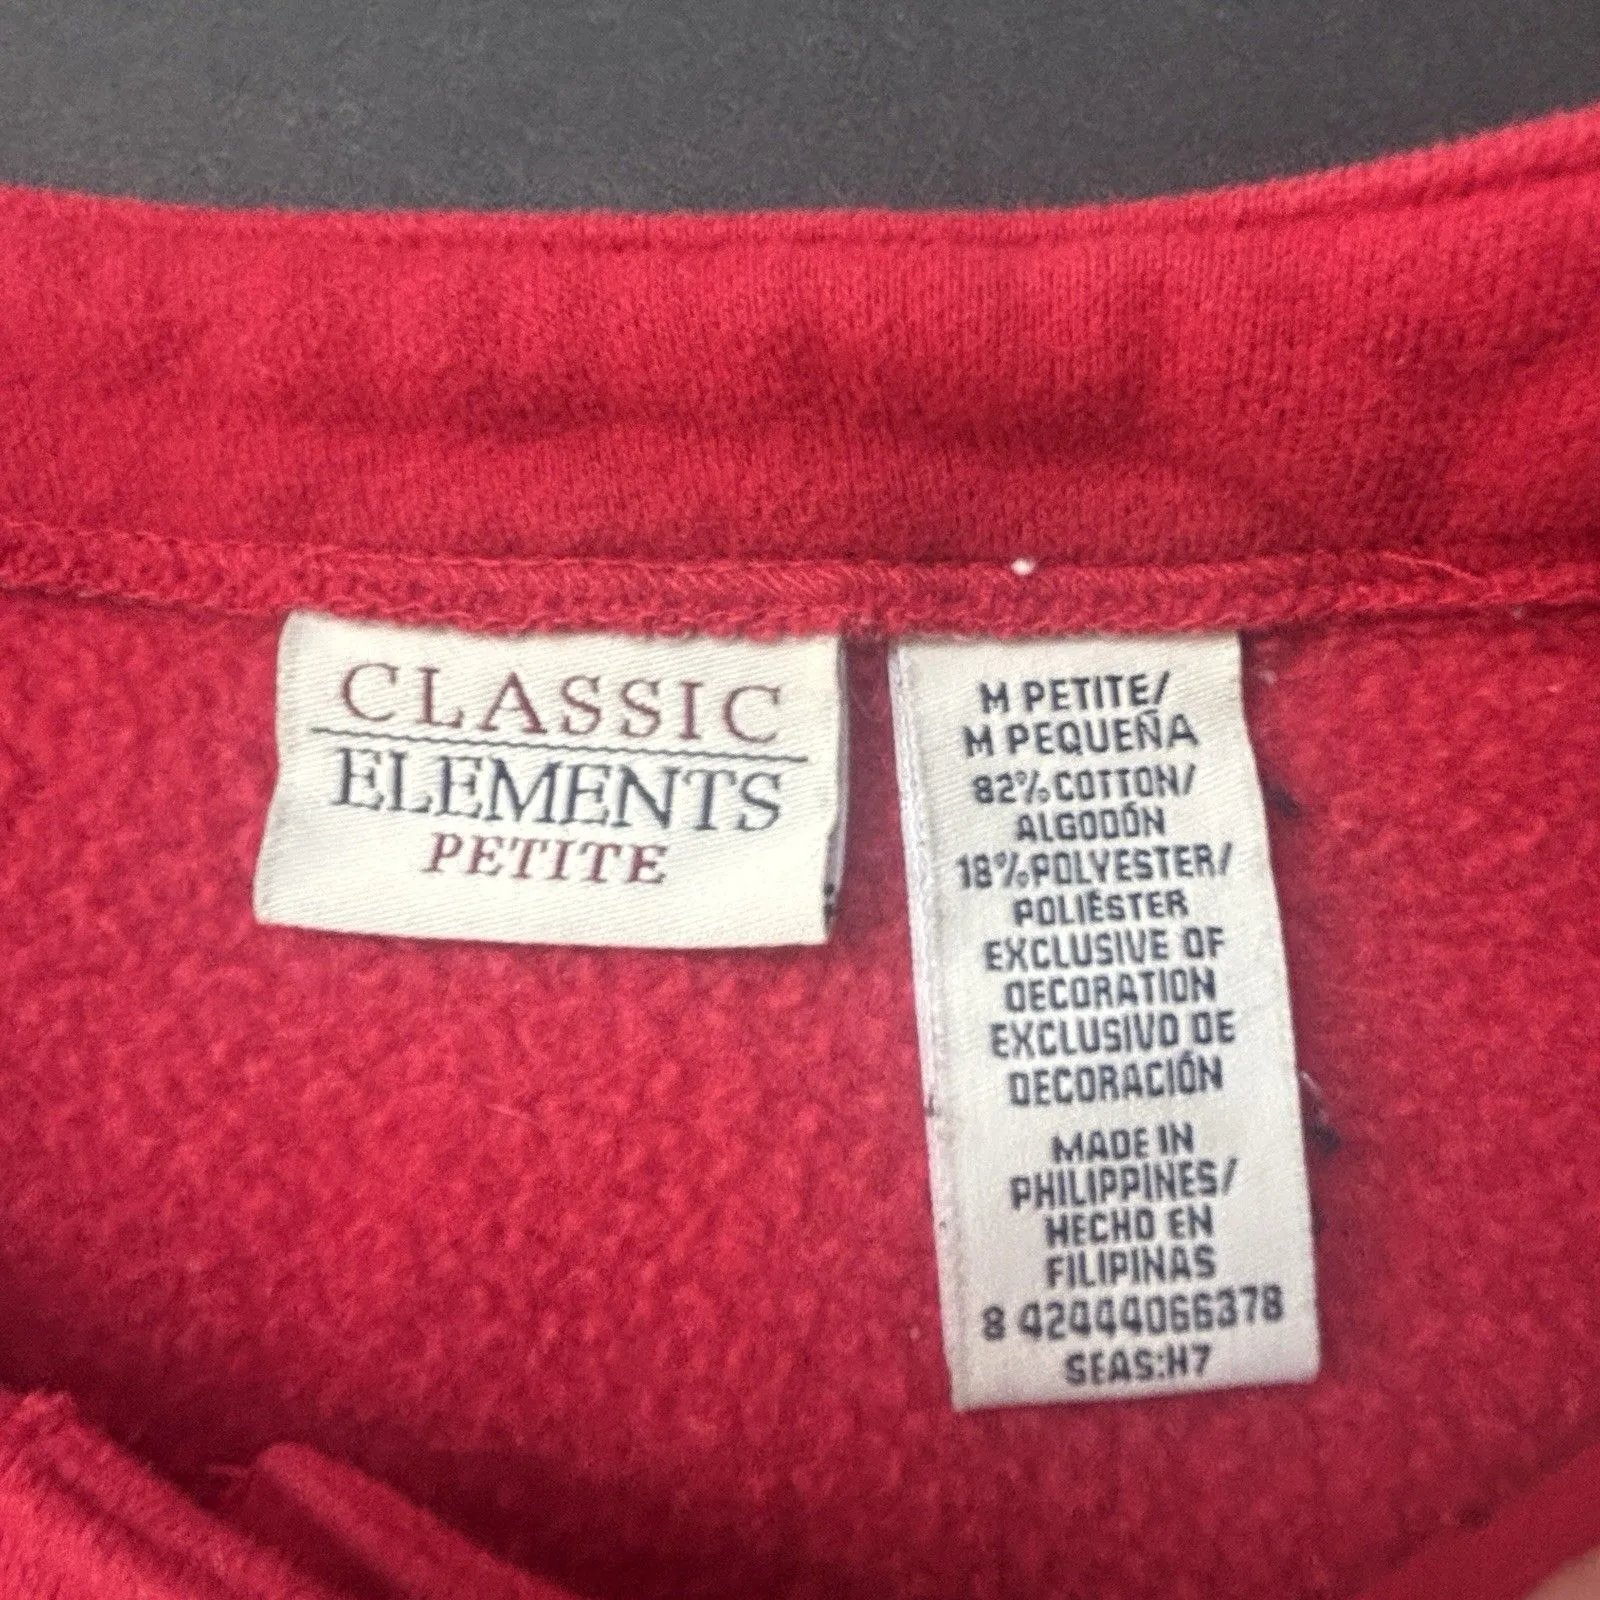 CLASSIC
ELEMENTS
PETITE
M PETITE/
M PEQUEÑA
82% COTTON/
ALGODÓN
18% POLYESTER/
POLIÉSTER
EXCLUSIVE OF
DECORATION
EXCLUSIVO DE
DECORACIÓN
MADE IN
PHILIPPINES/
HECHO EN
FILIPINAS
8 42444066378
SEAS:H7